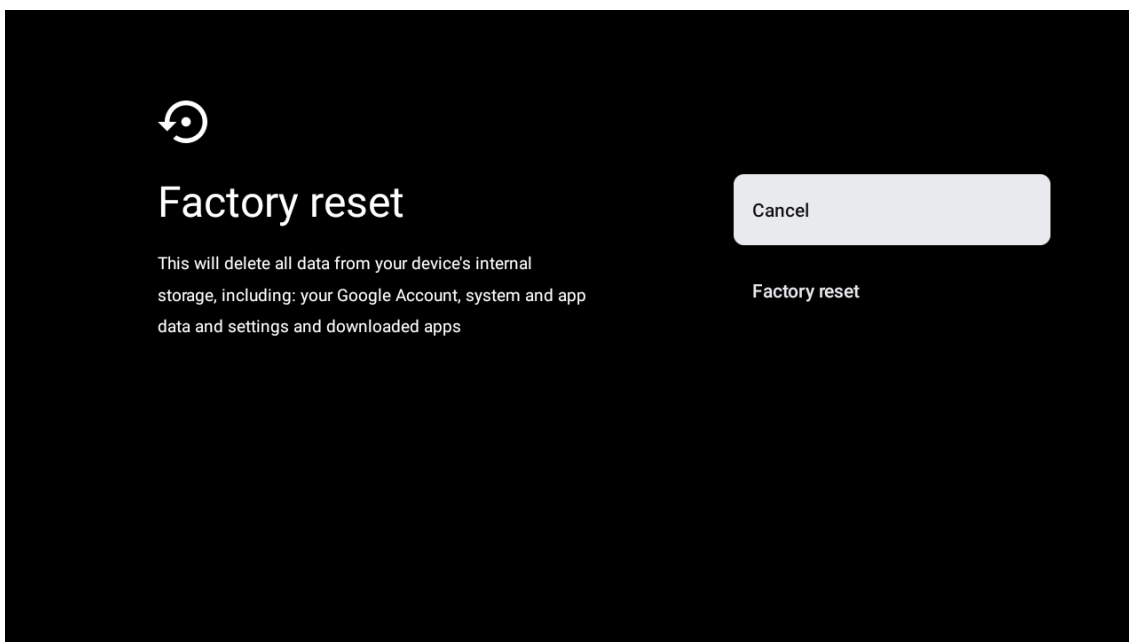 Factory reset
This will delete all data from your device's internal
storage, including: your Google Account, system and app
data and settings and downloaded apps
Cancel
Factory reset